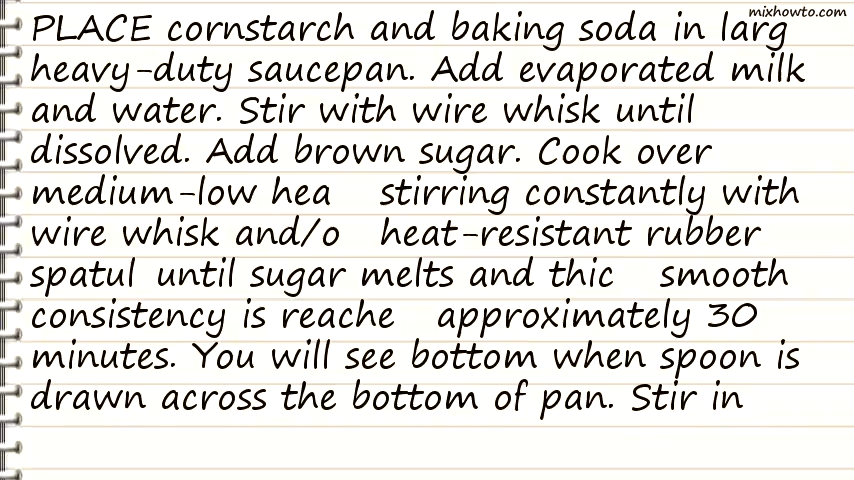 mixhowto.com
PLACE cornstarch and baking soda in larg
heavy-duty saucepan. Add evaporated milk
and water. Stir with wire whisk until
dissolved. Add brown sugar. Cook over
medium-low hea stirring constantly with
wire whisk and/o heat-resistant rubber
spatul until sugar melts and thic smooth
consistency is reache approximately 30
minutes. You will see bottom when spoon is
drawn across the bottom of pan. Stir in